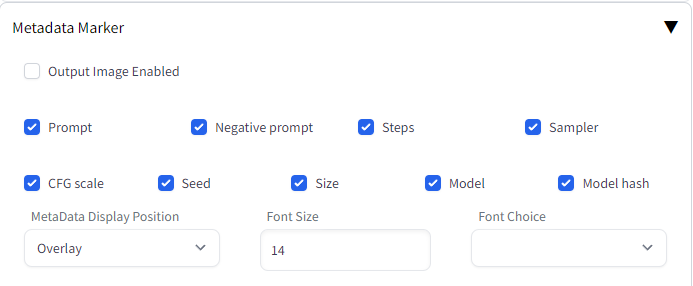 Metadata Marker
Output Image Enabled
Prompt Negative prompt Steps Sampler
CFG scale Seed Size Model Model hash
MetaData Display Position Font Size Font Choice
Overlay 14